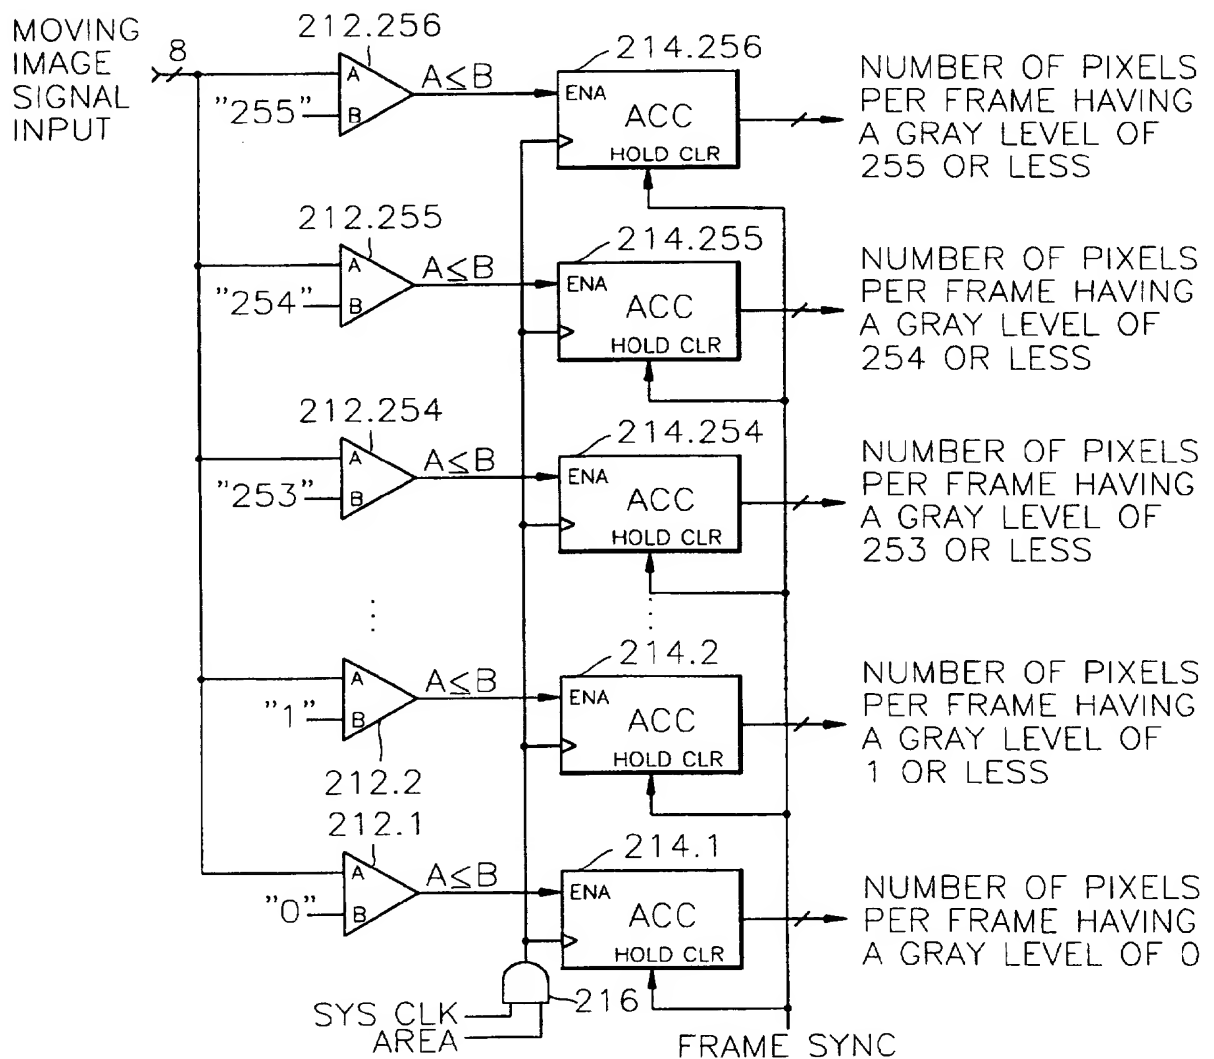 MOVING
IMAGE
SIGNAL
INPUT
8
212.256
A
"255"
B
A≤B
214.256
ENA
ACC
HOLD CLR
NUMBER OF PIXELS
PER FRAME HAVING
A GRAY LEVEL OF
255 OR LESS
212.255
A
"254"
B
A≤B
214.255
ENA
ACC
HOLD CLR
NUMBER OF PIXELS
PER FRAME HAVING
A GRAY LEVEL OF
254 OR LESS
212.254
A
"253"
B
A≤B
214.254
ENA
ACC
HOLD CLR
NUMBER OF PIXELS
PER FRAME HAVING
A GRAY LEVEL OF
253 OR LESS
A
"1"
B
212.2
A≤B
214.2
ENA
ACC
HOLD CLR
NUMBER OF PIXELS
PER FRAME HAVING
A GRAY LEVEL OF
1 OR LESS
212.1
A
"0"
B
A≤B
214.1
ENA
ACC
HOLD CLR
NUMBER OF PIXELS
PER FRAME HAVING
A GRAY LEVEL OF 0
216
SYS CLK
AREA
FRAME SYNC